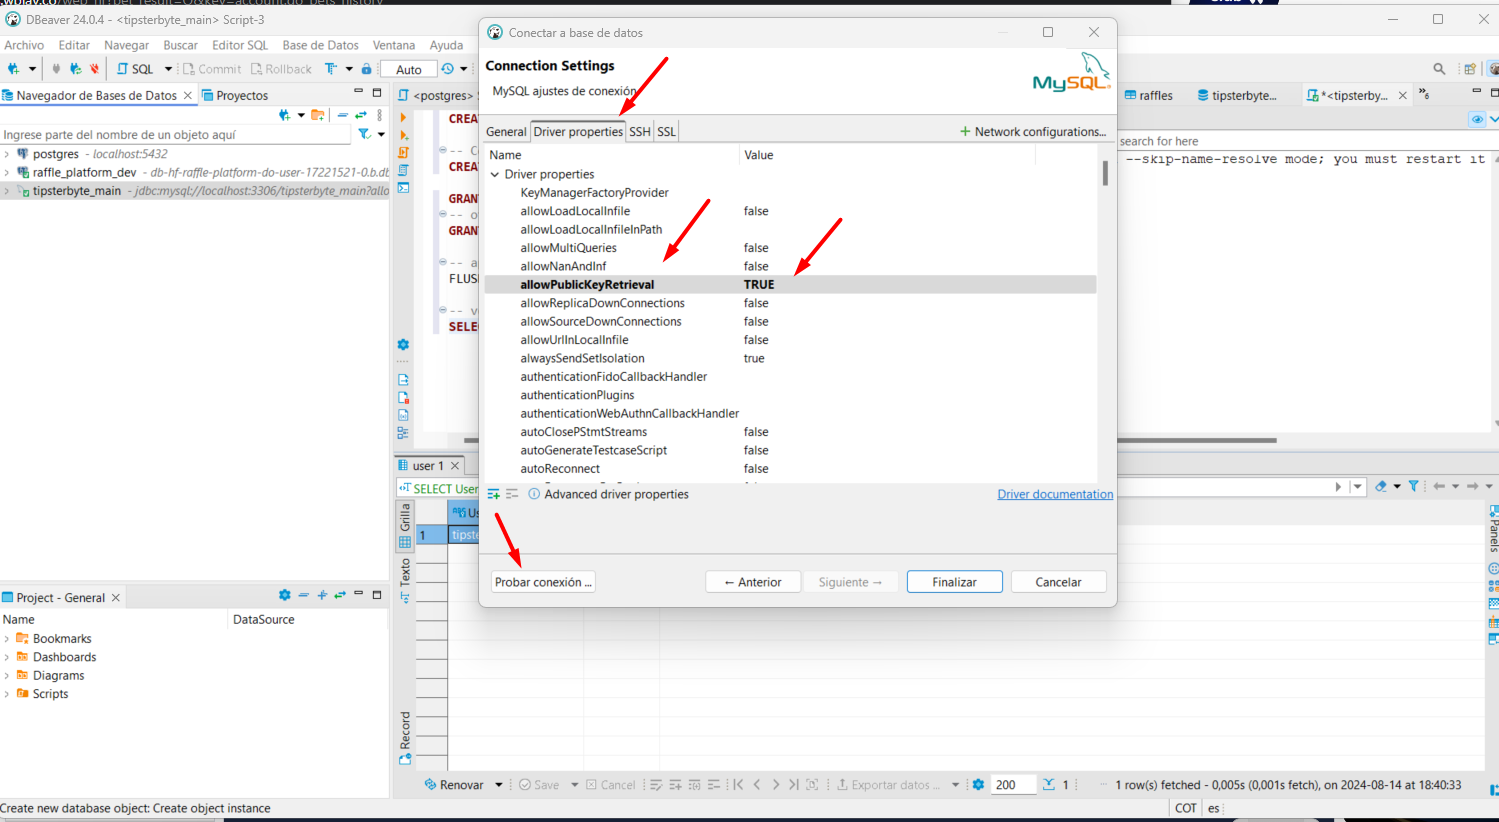 DBeaver 24.0.4 - <tipsterbyte_main> Script-3
Archivo Editar Navegar Buscar Editor SQL Base de Datos Ventana Ayuda
SQL Commit Rollback Auto
Navegador de Bases de Datos Proyectos
Ingrese parte del nombre de un objeto aquí
postgres - localhost:5432
raffle_platform_dev - db-hf-raffle-platform-do-user-17221521-0.b.db
tipsterbyte_main - jdbc:mysql://localhost:3306/tipsterbyte_main?allo
<postgres>
CREA
-- C
CREA
GRAN
-- o
GRAN
-- a
FLUS
-- v
SELE
Conectar a base de datos
Connection Settings
MySQL ajustes de conexión
MySQL
General Driver properties SSH SSL
Network configurations...
Name Value
Driver properties
KeyManagerFactoryProvider
allowLoadLocalInfile false
allowLoadLocalInfileInPath
allowMultiQueries false
allowNanAndInf false
allowPublicKeyRetrieval TRUE
allowReplicaDownConnections false
allowSourceDownConnections false
allowUrlInLocalInfile false
alwaysSendSetIsolation true
authenticationFidoCallbackHandler
authenticationPlugins
authenticationWebAuthnCallbackHandler
autoClosePStmtStreams false
autoGenerateTestcaseScript false
autoReconnect false
Advanced driver properties
Driver documentation
Probar conexión ... ← Anterior Siguiente → Finalizar Cancelar
raffles tipsterbyte... *<tipsterby... »6
search for here
--skip-name-resolve mode; you must restart it
user 1
SELECT User
Grilla
Texto
Record
Us
1 tipste
Panels
Project - General
Name DataSource
Bookmarks
Dashboards
Diagrams
Scripts
Renovar Save Cancel Exportar datos ... 200 1 1 row(s) fetched - 0,005s (0,001s fetch), on 2024-08-14 at 18:40:33
Create new database object: Create object instance
COT es